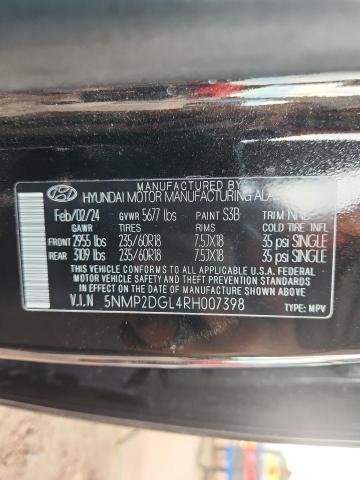 MANUFACTURED BY
HYUNDAI MOTOR MANUFACTURING
Feb/02/24 GVWR 5677 lbs PAINT S3B TRIM
GAWR TIRES RIMS COLD INFL.
FRONT 2955 lbs 235/60R18 7.5JX18 35 psi SINGLE
REAR 3109 lbs 235/60R18 7.5JX18 35 psi SINGLE
THIS VEHICLE CONFORMS TO ALL APPLICABLE U.S.A. FEDERAL
MOTOR VEHICLE SAFETY AND THEFT PREVENTION STANDARDS
IN EFFECT ON THE DATE OF MANUFACTURE SHOWN ABOVE.
V.I.N 5NMP2DGL4RH007398 TYPE: MPV